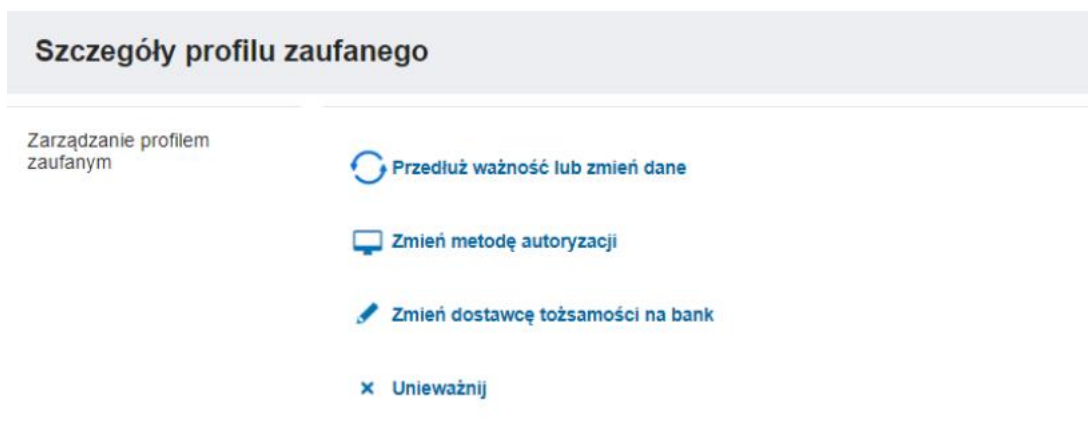 Szczegóły profilu zaufanego
Zarządzanie profilem
zaufanym
Przedłuż ważność lub zmień dane
Zmień metodę autoryzacji
Zmień dostawcę tożsamości na bank
Unieważnij